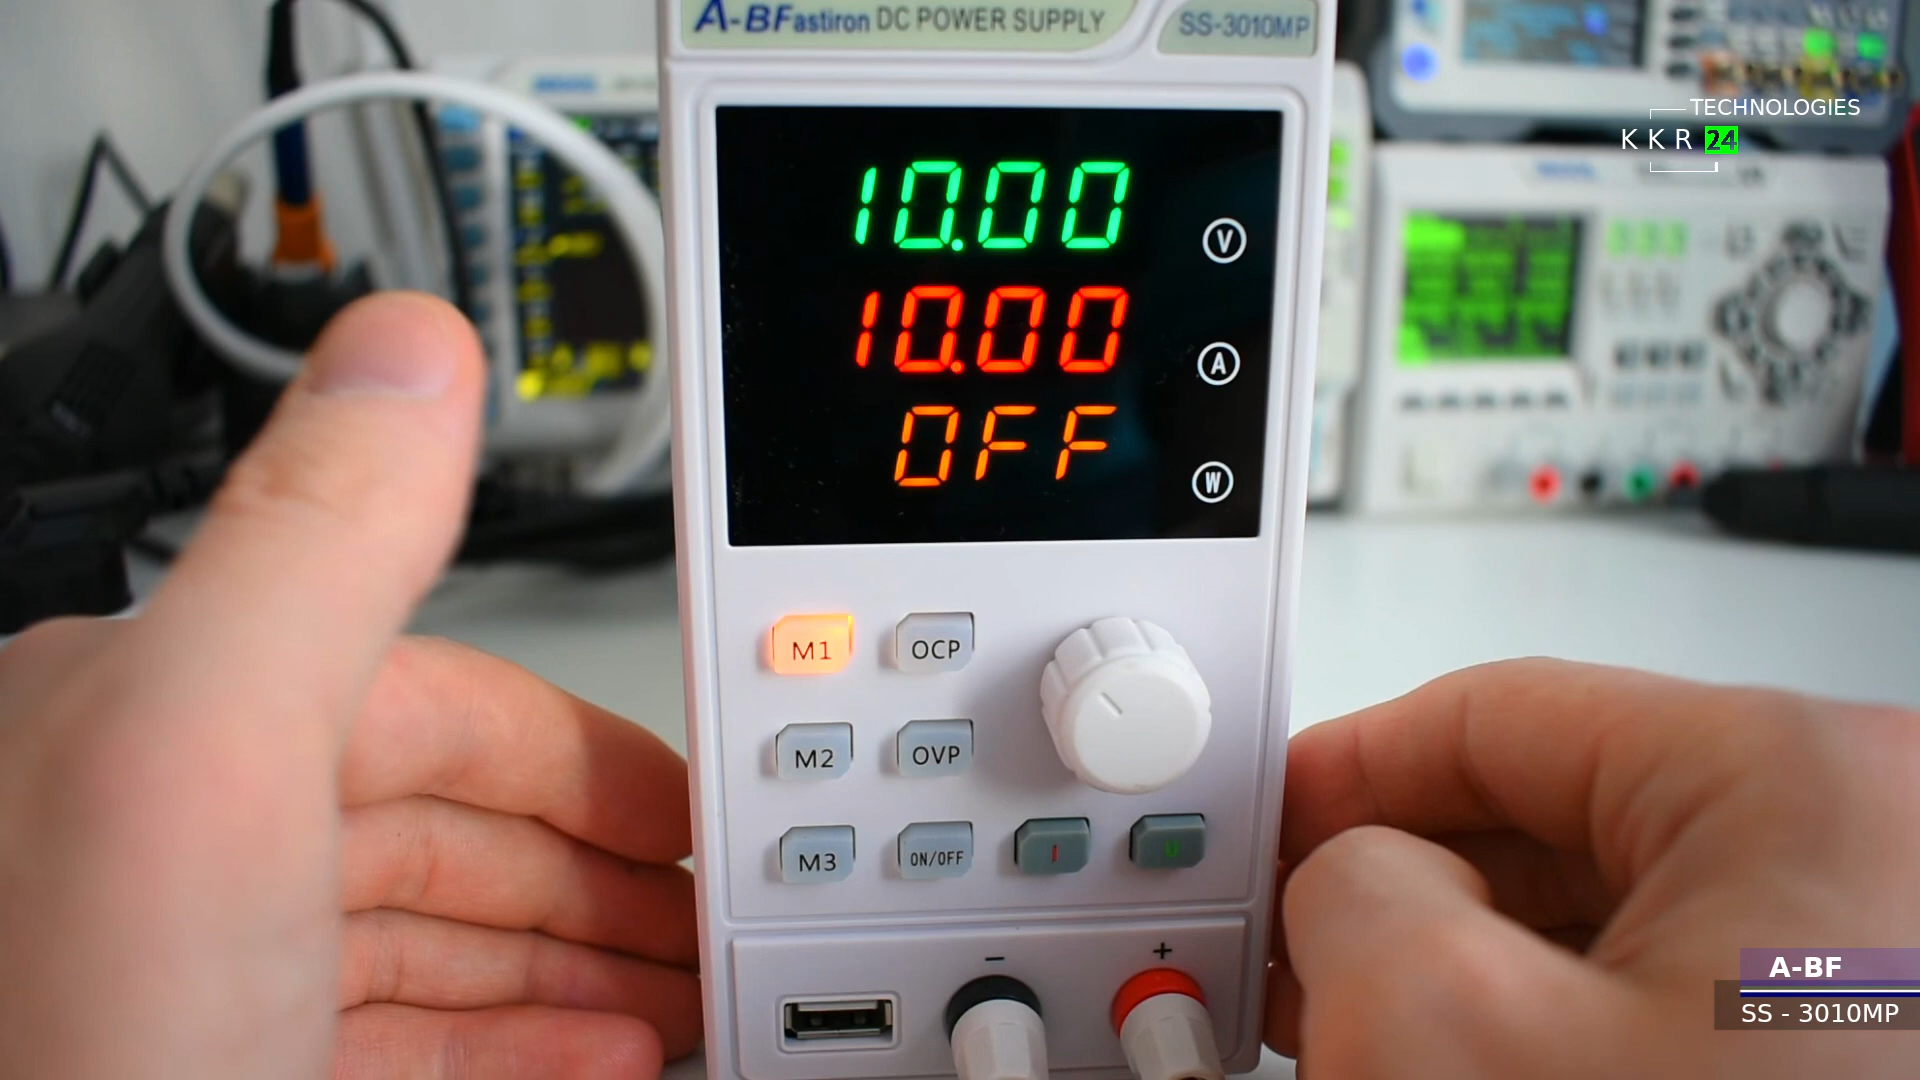 A-BFastiron DC POWER SUPPLY
SS-3010MP
TECHNOLOGIES
KKR 24
10.00
V
10.00
A
OFF
W
M1
OCP
M2
OVP
M3
ON/OFF
I
U
− +
A-BF
SS - 3010MP